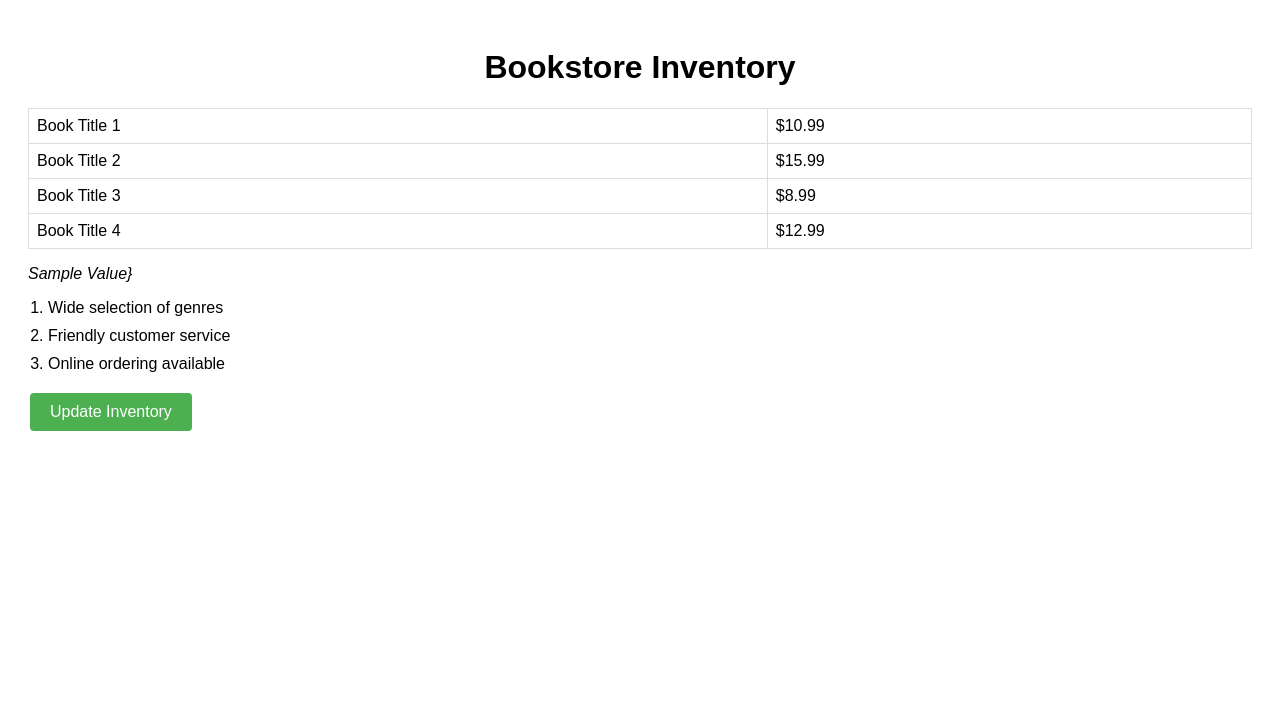 Bookstore Inventory
Book Title 1 $10.99
Book Title 2 $15.99
Book Title 3 $8.99
Book Title 4 $12.99
Sample Value}
1. Wide selection of genres
2. Friendly customer service
3. Online ordering available
Update Inventory